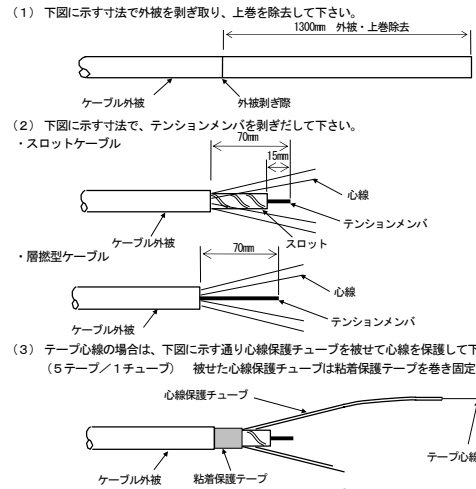 (1) 下図に示す寸法で外被を剥ぎ取り、上巻を除去して下さい。
1300mm 外被・上巻除去
ケーブル外被
外被剥ぎ際
(2) 下図に示す寸法で、テンションメンバを剥ぎだして下さい。
・スロットケーブル
70mm
15mm
心線
テンションメンバ
スロット
ケーブル外被
・層撚型ケーブル
70mm
心線
テンションメンバ
ケーブル外被
(3) テープ心線の場合は、下図に示す通り心線保護チューブを被せて心線を保護して下
(5テープ/1チューブ) 被せた心線保護チューブは粘着保護テープを巻き固定
心線保護チューブ
テープ心線
ケーブル外被
粘着保護テープ